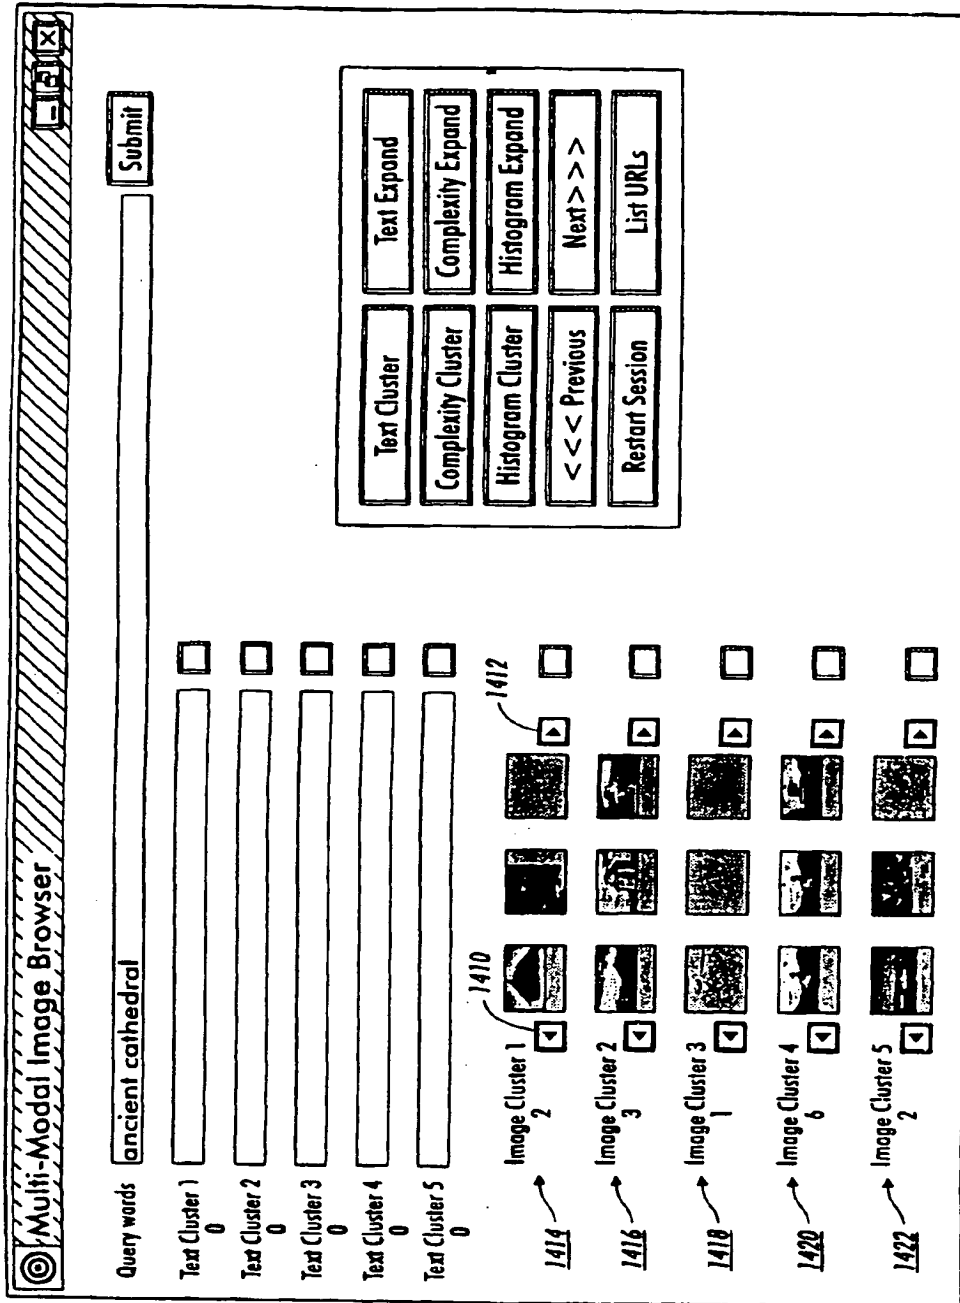 Multi-Modal Image Browser
Query words ancient cathedral Submit
Text Cluster 1
0
Text Cluster 2
0
Text Cluster 3
0
Text Cluster 4
0
Text Cluster 5
0
Text Cluster Text Expand
Complexity Cluster Complexity Expand
Histogram Cluster Histogram Expand
< < < Previous Next > > >
Restart Session List URLs
1410
1412
1414 Image Cluster 1
2
1416 Image Cluster 2
3
1418 Image Cluster 3
1
1420 Image Cluster 4
6
1422 Image Cluster 5
2